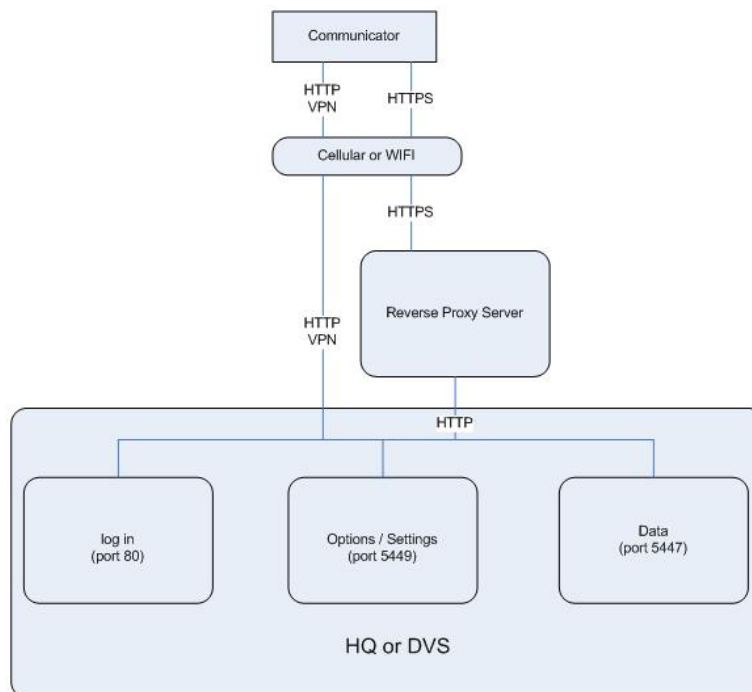 Communicator
HTTP
VPN
HTTPS
Cellular or WIFI
HTTPS
Reverse Proxy Server
HTTP
VPN
HTTP
log in
(port 80)
Options / Settings
(port 5449)
Data
(port 5447)
HQ or DVS